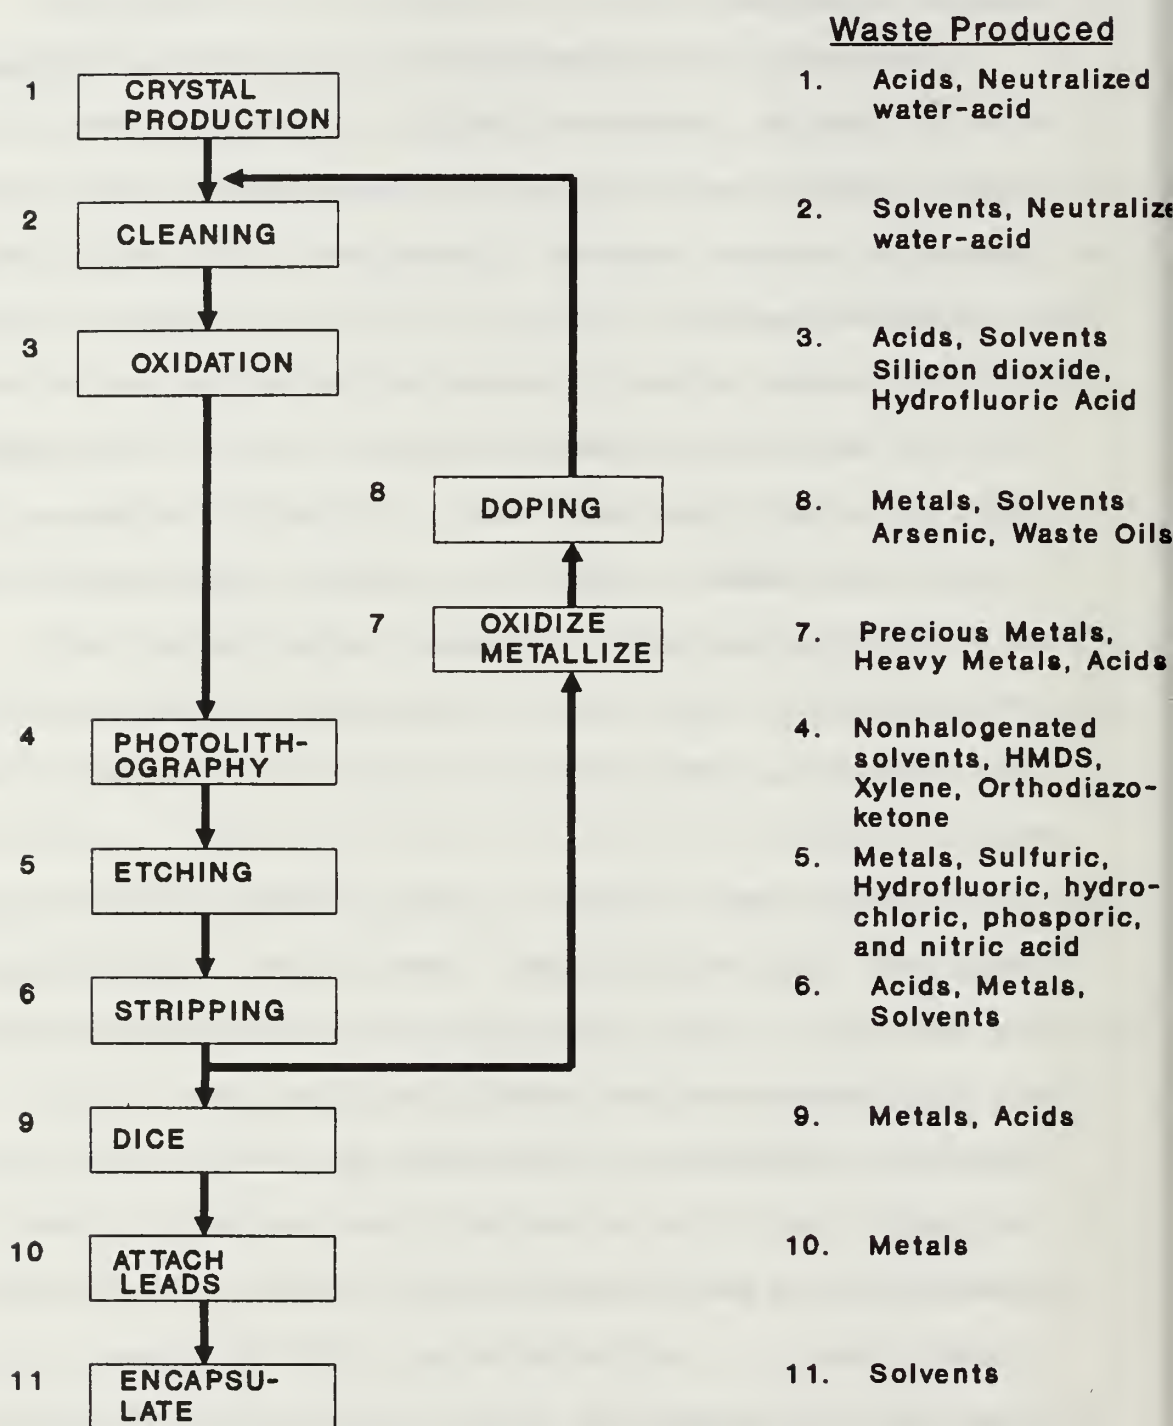 Waste Produced
1
CRYSTAL
PRODUCTION
1. Acids, Neutralized
water-acid
2
CLEANING
2. Solvents, Neutralize
water-acid
3
OXIDATION
3. Acids, Solvents
Silicon dioxide,
Hydrofluoric Acid
8
DOPING
8. Metals, Solvents
Arsenic, Waste Oils
7
OXIDIZE
METALLIZE
7. Precious Metals,
Heavy Metals, Acids
4
PHOTOLITH-
OGRAPHY
4. Nonhalogenated
solvents, HMDS,
Xylene, Orthodiazo-
ketone
5
ETCHING
5. Metals, Sulfuric,
Hydrofluoric, hydro-
chloric, phosporic,
and nitric acid
6
STRIPPING
6. Acids, Metals,
Solvents
9
DICE
9. Metals, Acids
10
ATTACH
LEADS
10. Metals
11
ENCAPSU-
LATE
11. Solvents